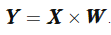 Y = X × W.